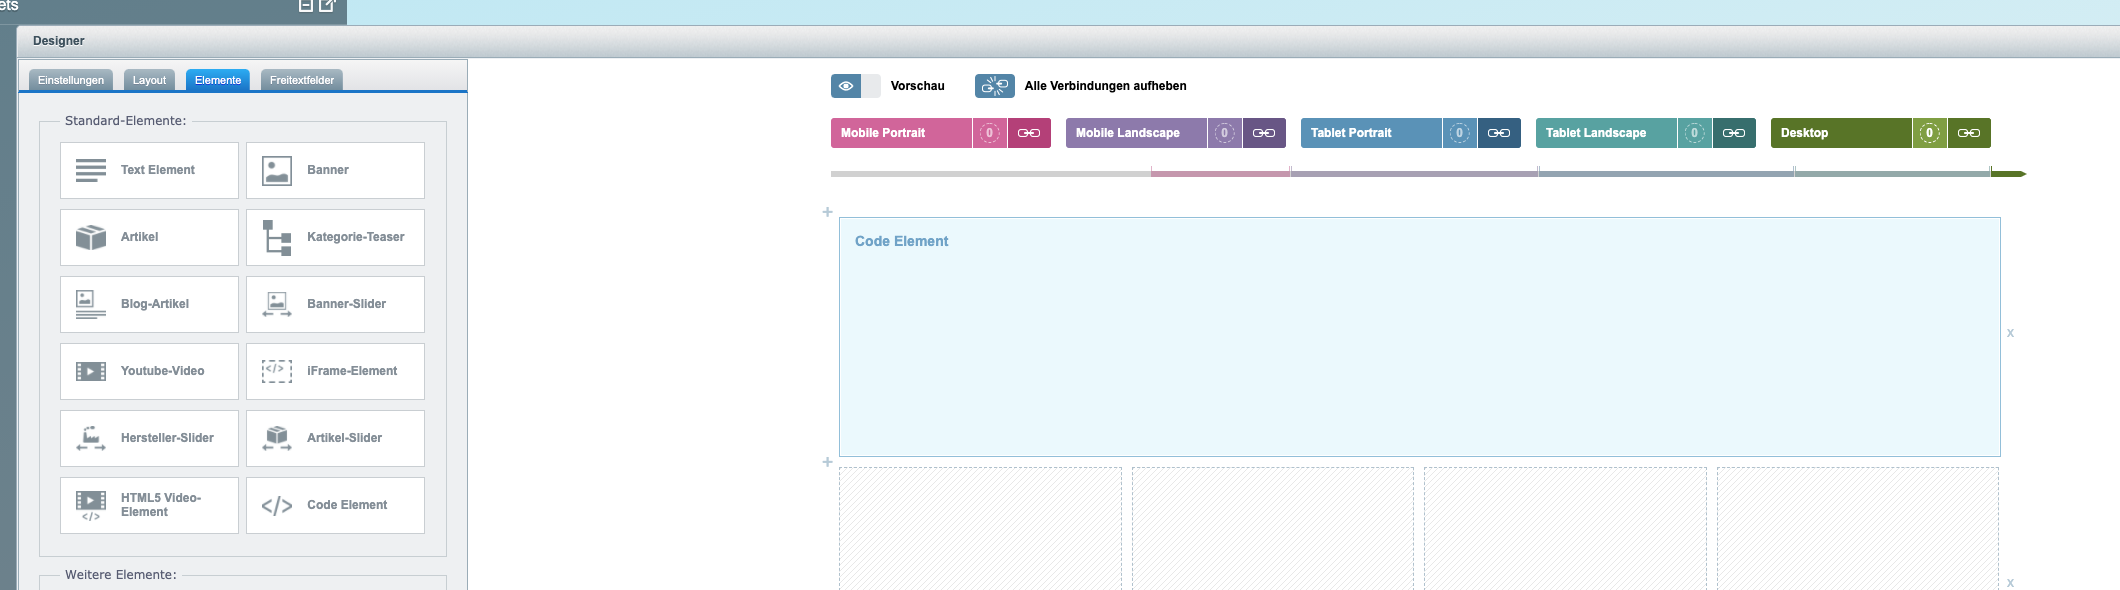 ets
Designer
Einstellungen
Layout
Elemente
Freitextfelder
Standard-Elemente:
Text Element
Banner
Artikel
Kategorie-Teaser
Blog-Artikel
Banner-Slider
Youtube-Video
iFrame-Element
Hersteller-Slider
Artikel-Slider
HTML5 Video-
Element
Code Element
Weitere Elemente:
Vorschau
Alle Verbindungen aufheben
Mobile Portrait 0
Mobile Landscape 0
Tablet Portrait 0
Tablet Landscape 0
Desktop 0
+
Code Element
x
+
x